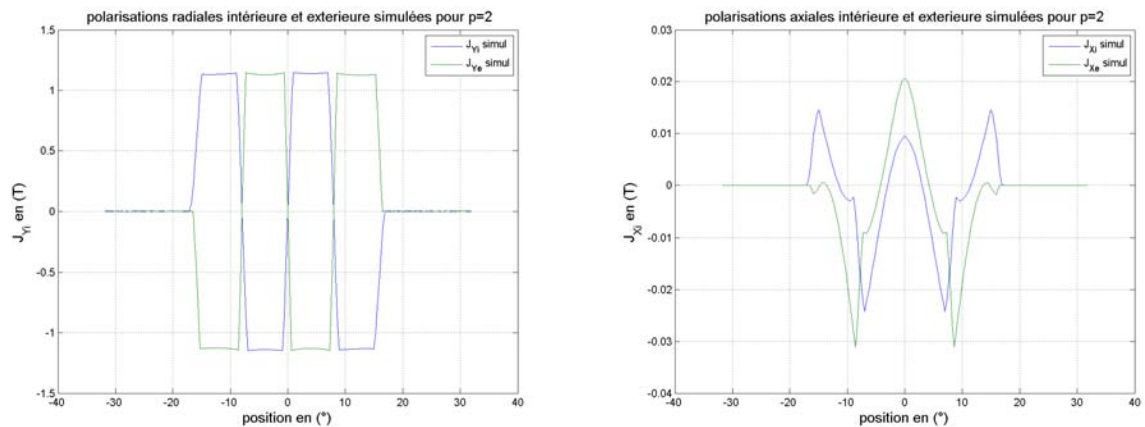 polarisations radiales intérieure et exterieure simulées pour p=2
1.5
1
0.5
0
-0.5
-1
-1.5
J_Yi en (T)
-40 -30 -20 -10 0 10 20 30 40
position en (°)
J_Yi simul
J_Ye simul
polarisations axiales intérieure et exterieure simulées pour p=2
0.03
0.02
0.01
0
-0.01
-0.02
-0.03
-0.04
J_Xi en (T)
-40 -30 -20 -10 0 10 20 30 40
position en (°)
J_Xi simul
J_Xe simul